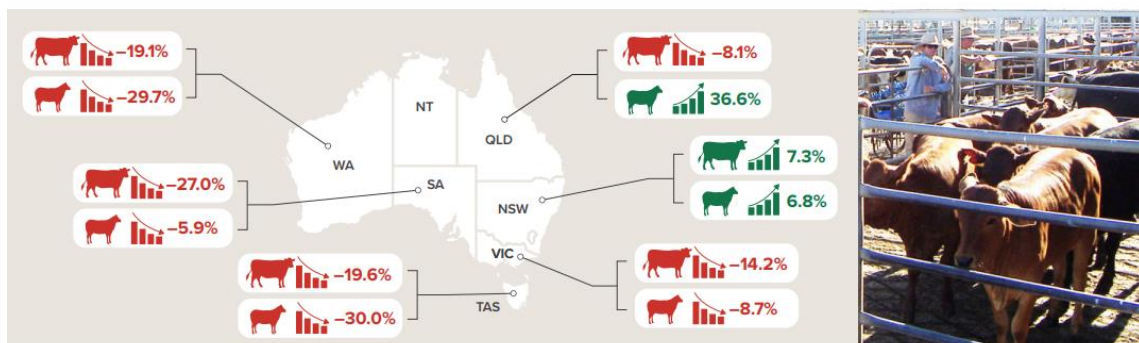 –19.1%
–29.7%
–8.1%
36.6%
NT
QLD
WA
7.3%
6.8%
–27.0%
–5.9%
SA
NSW
VIC
–19.6%
–30.0%
TAS
–14.2%
–8.7%